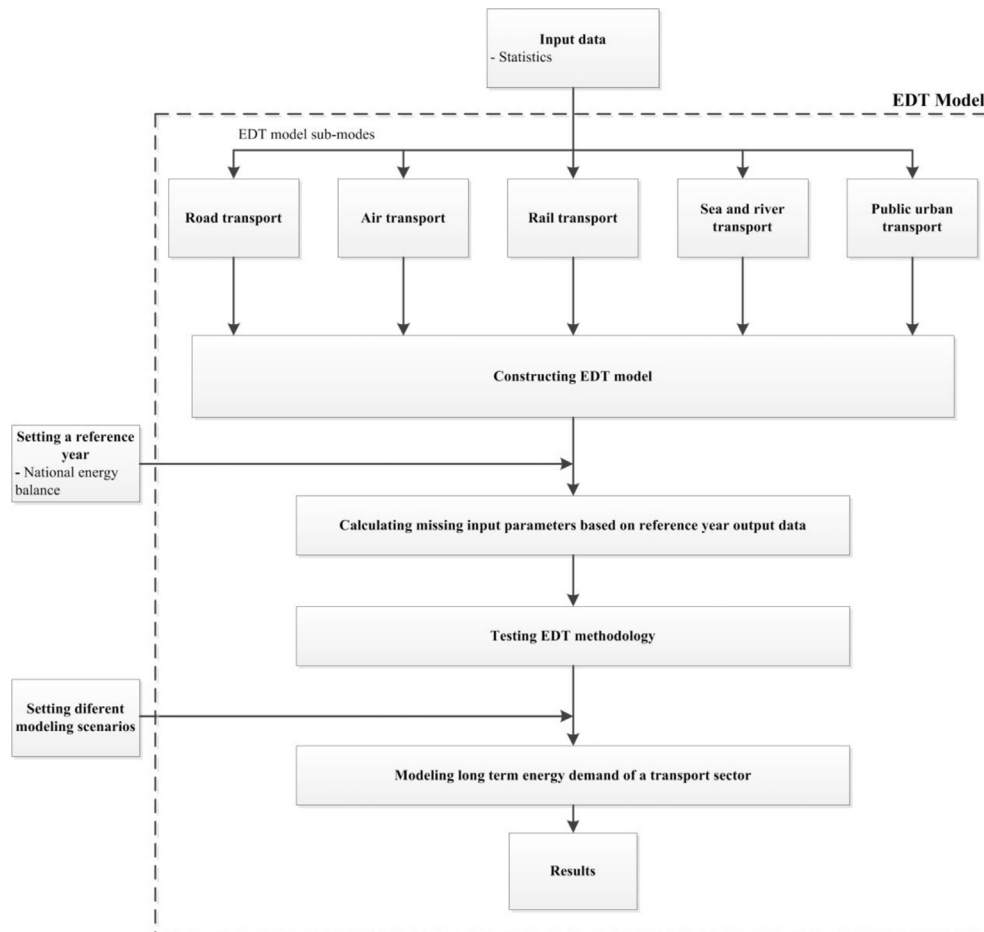 Input data
- Statistics
EDT Model
EDT model sub-modes
Road transport
Air transport
Rail transport
Sea and river
transport
Public urban
transport
Constructing EDT model
Setting a reference
year
- National energy
balance
Calculating missing input parameters based on reference year output data
Testing EDT methodology
Setting diferent
modeling scenarios
Modeling long term energy demand of a transport sector
Results